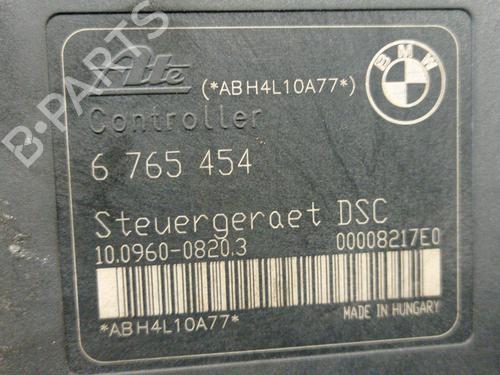 Ate (*ABH4L10A77*) BMW
Controller
6 765 454
Steuergeraet DSC
10.0960-0820.3 00008217E0
*ABH4L10A77* MADE IN HUNGARY
B-PARTS